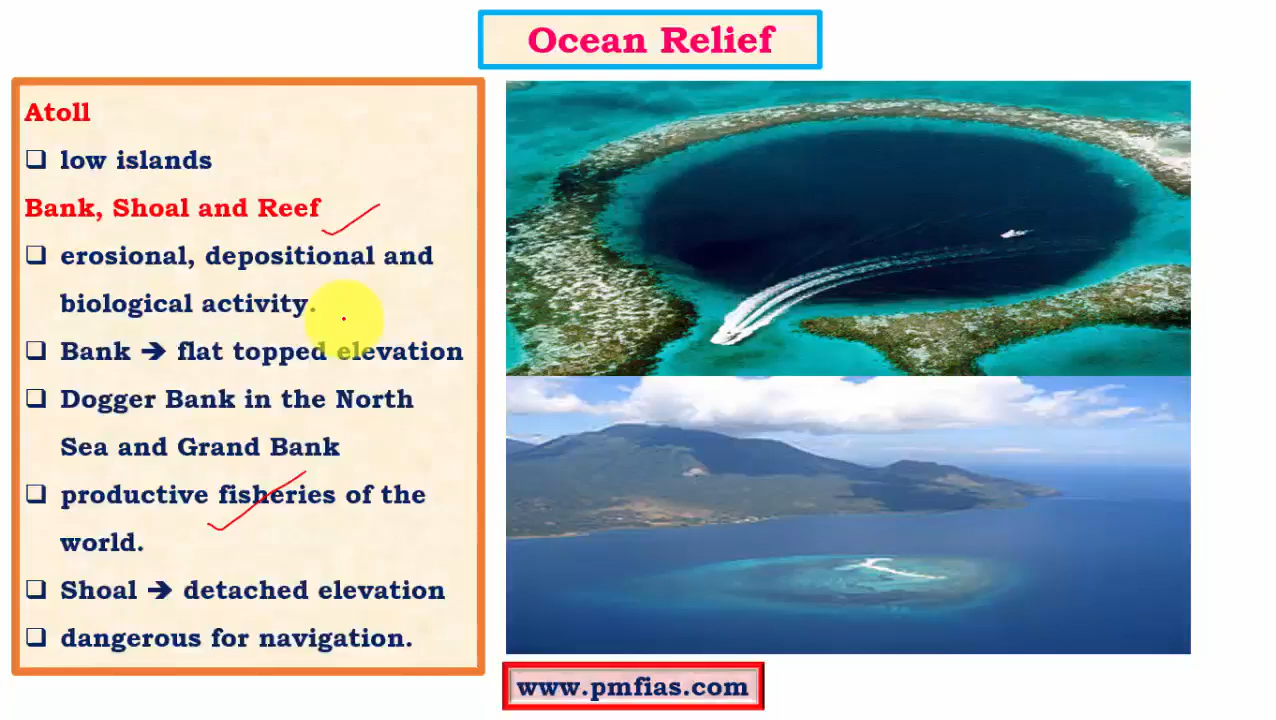 Ocean Relief
Atoll
❑ low islands
Bank, Shoal and Reef
❑ erosional, depositional and
biological activity.
❑ Bank ➔ flat topped elevation
❑ Dogger Bank in the North
Sea and Grand Bank
❑ productive fisheries of the
world.
❑ Shoal ➔ detached elevation
❑ dangerous for navigation.
www.pmfias.com